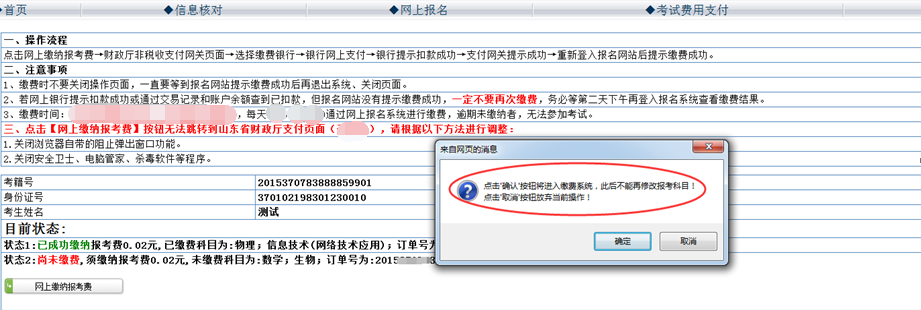 ◆首页 ◆信息核对 ◆网上报名 ◆考试费用支付
一、操作流程
点击网上缴纳报考费→财政厅非税收支付网关页面→选择缴费银行→银行网上支付→银行提示扣款成功→支付网关提示成功→重新登入报名网站后提示缴费成功。
二、注意事项
1、缴费时不要关闭操作页面，一直要等到报名网站提示缴费成功后再退出系统、关闭页面。
2、若网上银行提示扣款成功或通过交易记录和账户余额查到已扣款，但报名网站没有提示缴费成功，一定不要再次缴费，务必等第二天下午再登入报名系统查看缴费结果。
3、缴费时间： ，每天 )通过网上报名系统进行缴费，逾期未缴纳者，无法参加考试。
三、点击【网上缴纳报考费】按钮无法跳转到山东省财政厅支付页面（ ），请根据以下方法进行调整：
1.关闭浏览器自带的阻止弹出窗口功能。
2.关闭安全卫士、电脑管家、杀毒软件等程序。
考籍号 2015370783888859901
身份证号 370102198301230010
考生姓名 测试
目前状态:
状态1:已成功缴纳报考费0.02元,已缴费科目为:物理; 信息技术(网络技术应用); 订单号为
状态2:尚未缴费,须缴纳报考费0.02元,未缴费科目为:数学; 生物; 订单号为:2015
网上缴纳报考费
来自网页的消息
点击'确认'按钮将进入缴费系统，此后不能再修改报考科目！
点击'取消'按钮放弃当前操作！
确定 取消